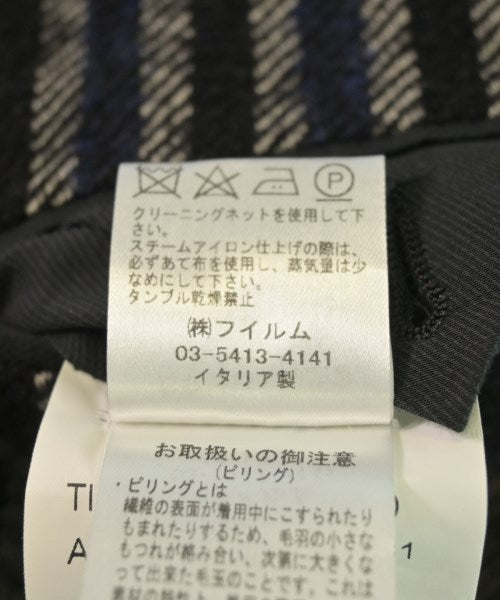 P
クリーニングネットを使用して下
さい。
スチームアイロン仕上げの際は、
必ずあて布を使用し、蒸気量は少
なめにして下さい。
タンブル乾燥禁止
㈱フイルム
03-5413-4141
イタリア製
お取扱いの御注意
(ピリング)
・ピリングとは
繊維の表面が着用中にこすられたり
もまれたりするため、毛羽の小さな
もつれが絡み合い、次第に大きくな
って出来た毛玉のことです。これは